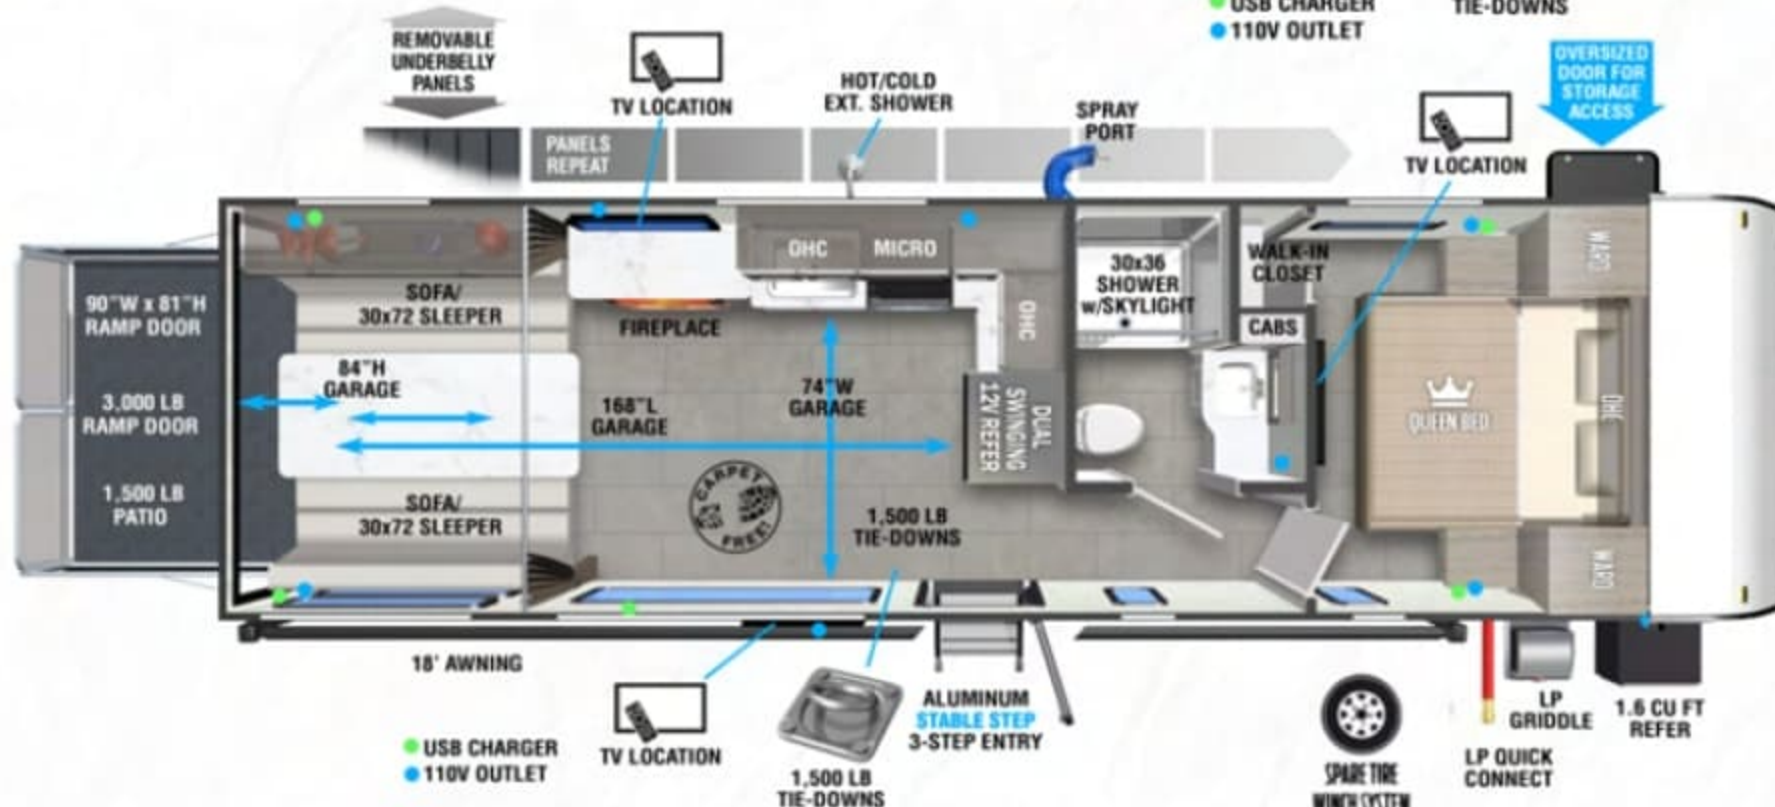 USB CHARGER
110V OUTLET
TIE-DOWNS
REMOVABLE
UNDERBELLY
PANELS
TV LOCATION
HOT/COLD
EXT. SHOWER
SPRAY
PORT
TV LOCATION
OVERSIZED
DOOR FOR
STORAGE
ACCESS
PANELS
REPEAT
90"W x 81"H
RAMP DOOR
3,000 LB
RAMP DOOR
1,500 LB
PATIO
SOFA/
30x72 SLEEPER
84"H
GARAGE
SOFA/
30x72 SLEEPER
FIREPLACE
168"L
GARAGE
74"W
GARAGE
CARPET
FREE!
1,500 LB
TIE-DOWNS
OHC
MICRO
OHC
DUAL
SWINGING
12V REFER
30x36
SHOWER
w/SKYLIGHT
WALK-IN
CLOSET
CABS
QUEEN BED
WARD
OHC
WARD
18' AWNING
USB CHARGER
110V OUTLET
TV LOCATION
1,500 LB
TIE-DOWNS
ALUMINUM
STABLE STEP
3-STEP ENTRY
SPARE TIRE
WINCH SYSTEM
LP QUICK
CONNECT
LP
GRIDDLE
1.6 CU FT
REFER